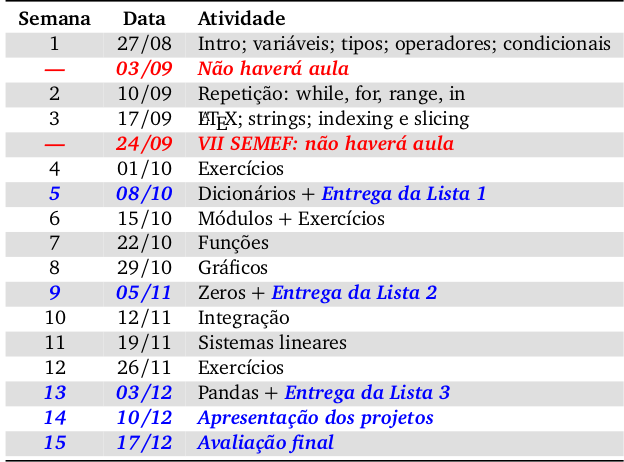 Semana Data Atividade
1 27/08 Intro; variáveis; tipos; operadores; condicionais
— 03/09 Não haverá aula
2 10/09 Repetição: while, for, range, in
3 17/09 LATEX; strings; indexing e slicing
— 24/09 VII SEMEF: não haverá aula
4 01/10 Exercícios
5 08/10 Dicionários + Entrega da Lista 1
6 15/10 Módulos + Exercícios
7 22/10 Funções
8 29/10 Gráficos
9 05/11 Zeros + Entrega da Lista 2
10 12/11 Integração
11 19/11 Sistemas lineares
12 26/11 Exercícios
13 03/12 Pandas + Entrega da Lista 3
14 10/12 Apresentação dos projetos
15 17/12 Avaliação final